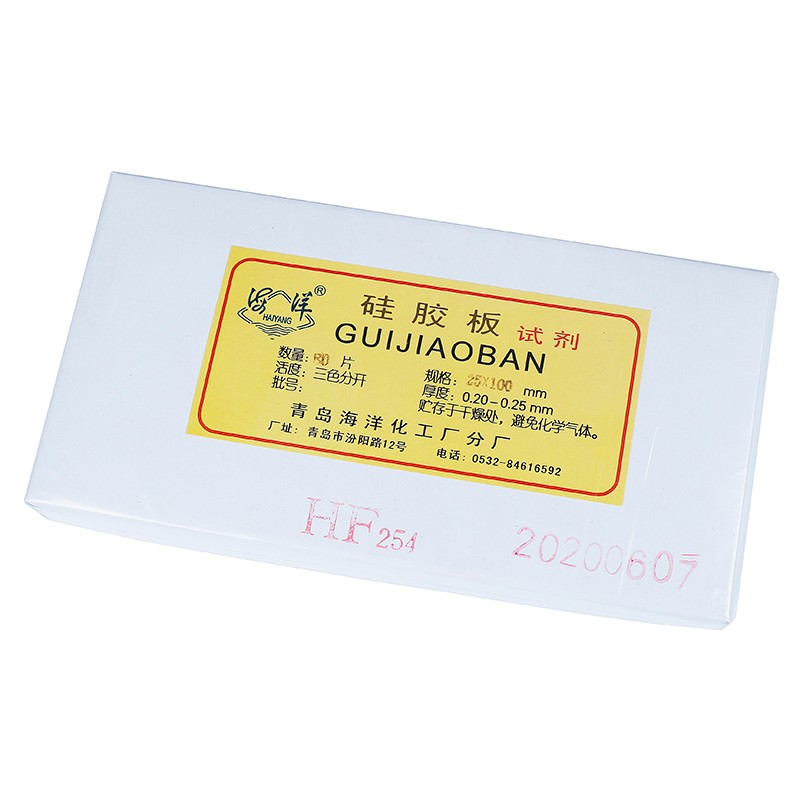 海洋®
HAIYANG
硅胶板 试剂
GUIJIAOBAN
数量: 80 片
活度: 三色分开
批号:
规格: 25×100 mm
厚度: 0.20-0.25 mm
贮存于干燥处,避免化学气体。
青岛海洋化工厂分厂
厂址: 青岛市汾阳路12号
电话: 0532-84616592
HF254
20200607